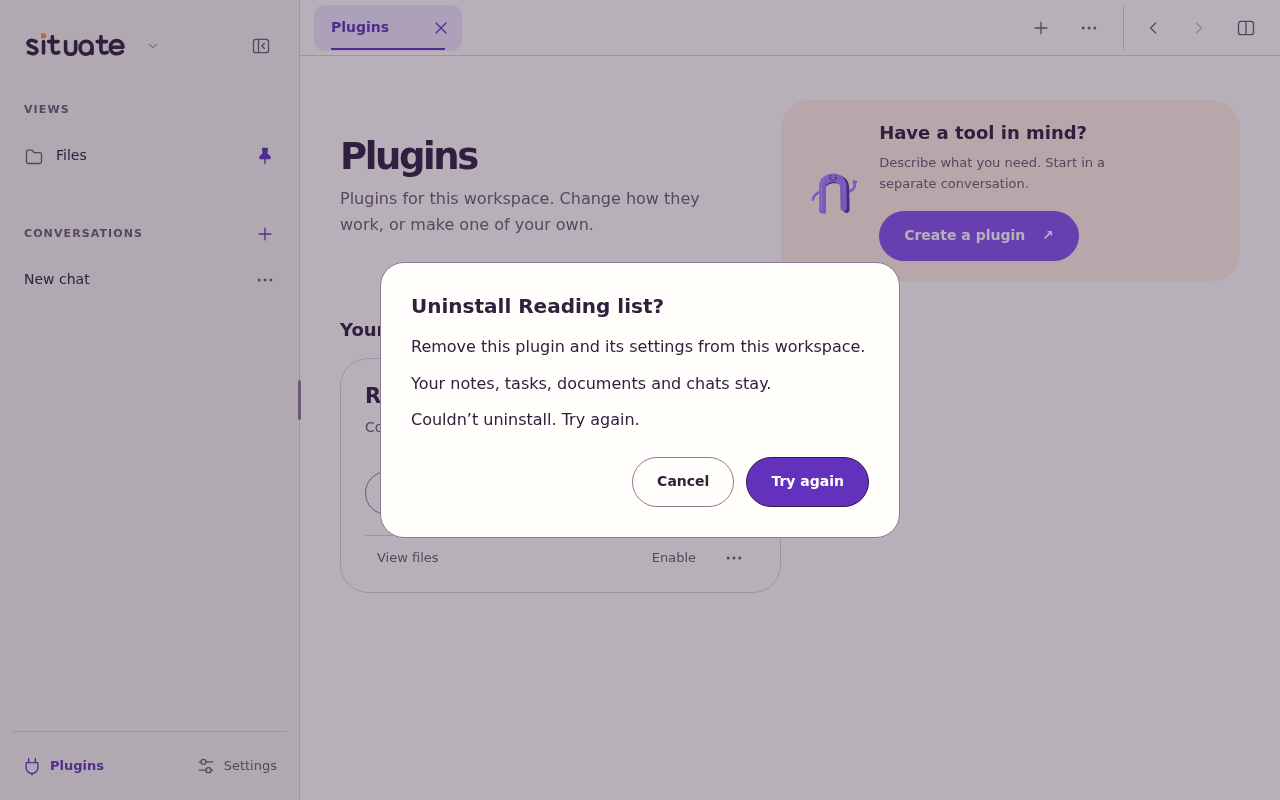 situate
VIEWS
Files
CONVERSATIONS
New chat
Plugins
Settings
Plugins
Plugins
Plugins for this workspace. Change how they
work, or make one of your own.
Have a tool in mind?
Describe what you need. Start in a
separate conversation.
Create a plugin ↗
Uninstall Reading list?
Remove this plugin and its settings from this workspace.
Your notes, tasks, documents and chats stay.
Couldn’t uninstall. Try again.
Cancel
Try again
View files
Enable